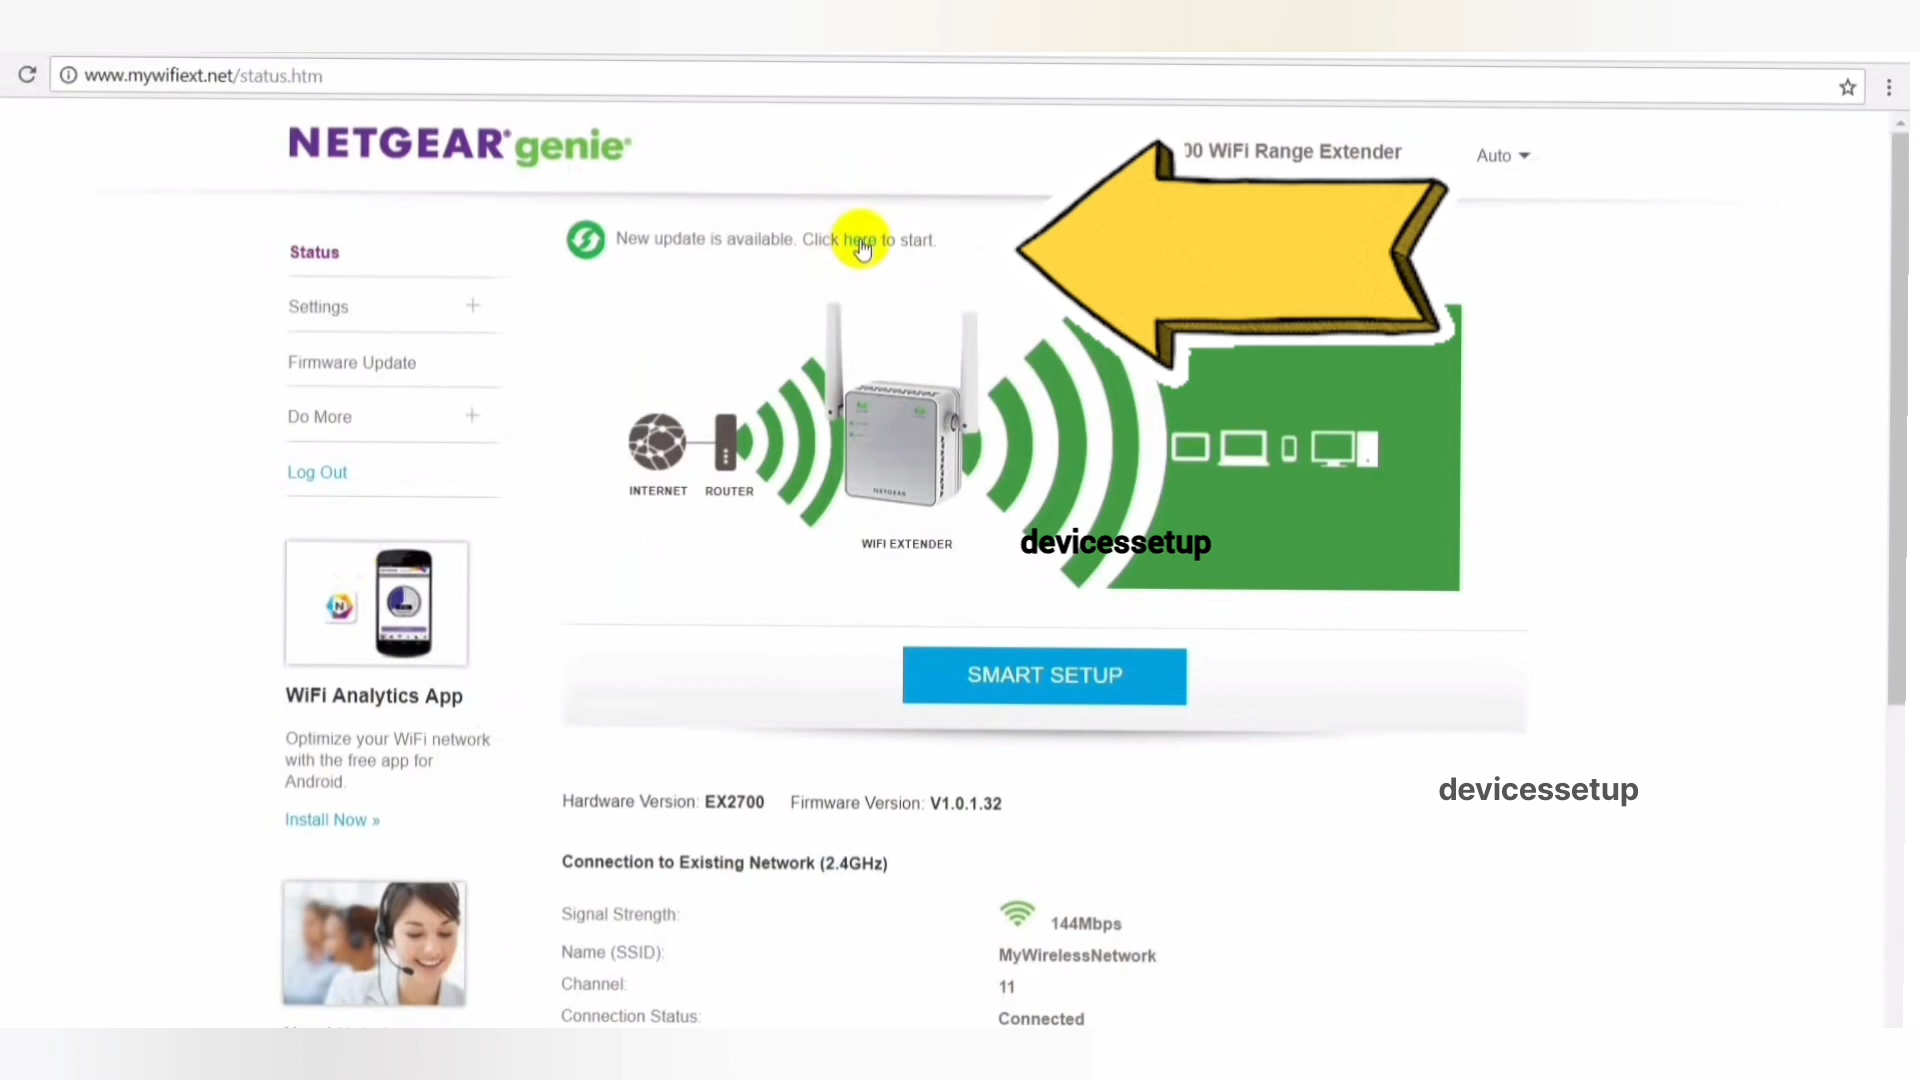 www.mywifiext.net/status.htm
NETGEAR® genie®
00 WiFi Range Extender
Auto
New update is available. Click here to start.
Status
Settings
Firmware Update
Do More
Log Out
INTERNET
ROUTER
NETGEAR
WIFI EXTENDER
devicessetup
N
SMART SETUP
WiFi Analytics App
Optimize your WiFi network
with the free app for
Android.
Install Now »
devicessetup
Hardware Version: EX2700 Firmware Version: V1.0.1.32
Connection to Existing Network (2.4GHz)
Signal Strength: 144Mbps
Name (SSID): MyWirelessNetwork
Channel: 11
Connection Status: Connected